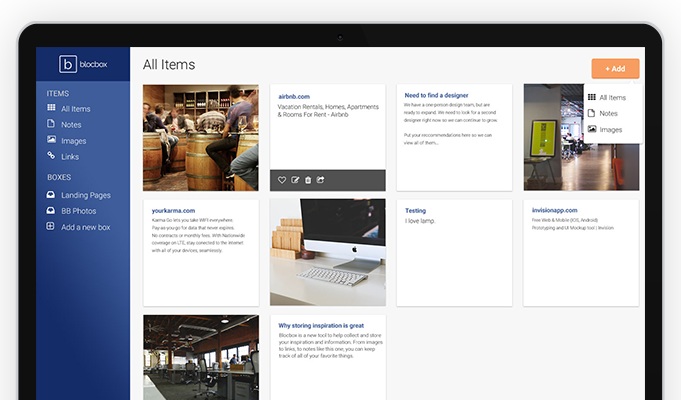 b blocbox
All Items
+ Add
ITEMS
All Items
Notes
Images
Links
BOXES
Landing Pages
BB Photos
Add a new box
airbnb.com
Vacation Rentals, Homes, Apartments
& Rooms For Rent - Airbnb
Need to find a designer
We have a one-person design team, but are
ready to expand. We need to look for a second
designer right now so we can continue to grow.
Put your reccommendations here so we can
view all of them...
All Items
Notes
Images
yourkarma.com
Karma Go lets you take WIFI everywhere.
Pay-as-you-go for data that never expires.
No contracts or monthly fees. With Nationwide
coverage on LTE, stay connected to the internet
with all of your devices, seamlessly.
Testing
I love lamp.
invisionapp.com
Free Web & Mobile (iOS, Android)
Prototyping and UI Mockup tool | Invision
Why storing inspiration is great
Blocbox is a new tool to help collect and store
your inspiration and information. From images
to links, to notes like this one, you can keep
track of all of your favorite things.